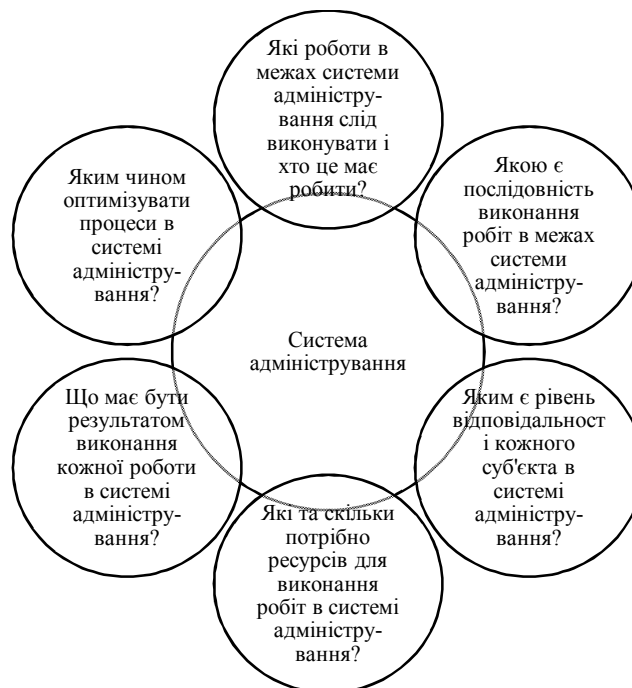 Які роботи в
межах системи
адміністру-
вання слід
виконувати і
хто це має
робити?
Якою є
послідовність
виконання
робіт в межах
системи
адміністру-
вання?
Яким є рівень
відповідальност
і кожного
суб'єкта в
системі
адміністру-
вання?
Які та скільки
потрібно
ресурсів для
виконання
робіт в системі
адміністру-
вання?
Що має бути
результатом
виконання
кожної роботи
в системі
адміністру-
вання?
Яким чином
оптимізувати
процеси в
системі
адміністру-
вання?
Система
адміністрування